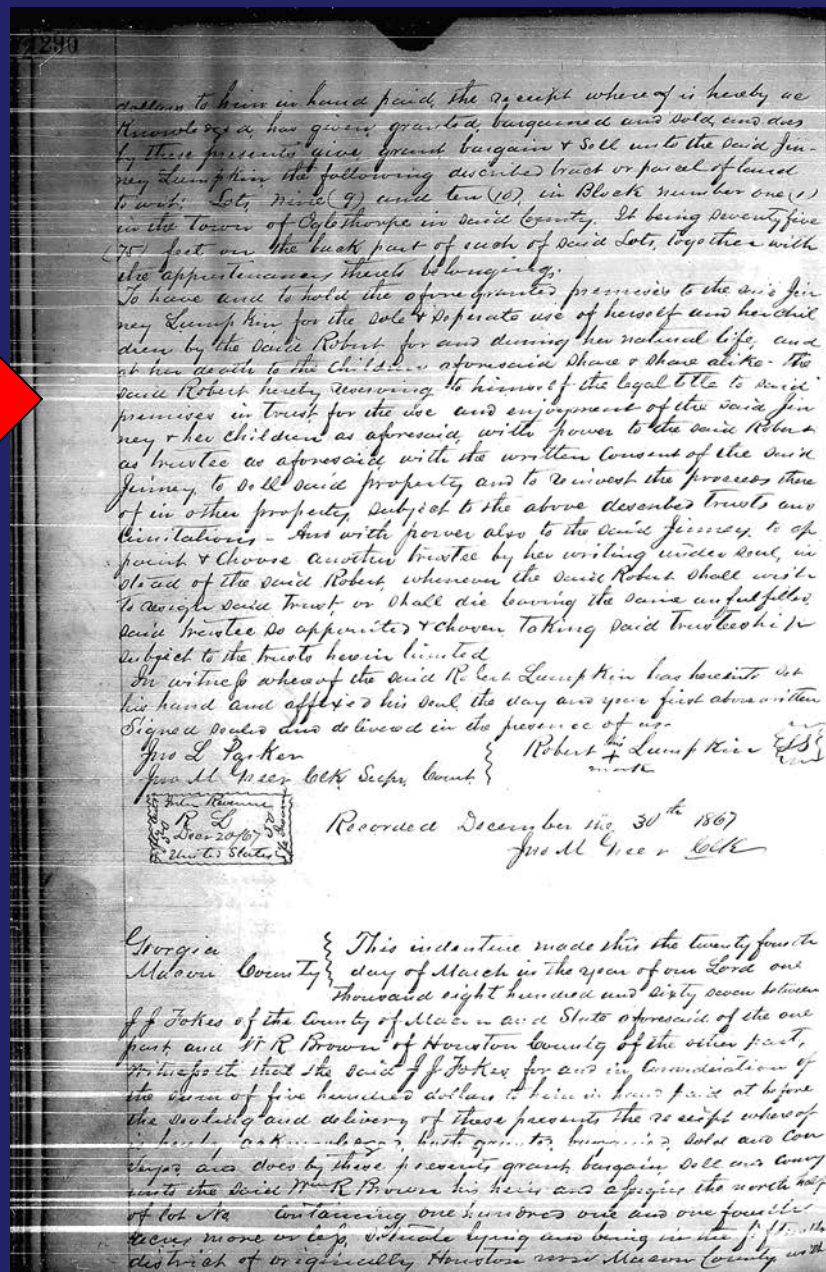 290
dollars to him in hand paid, the receipt whereof is hereby ac
knowledged, has given, granted, bargained and sold, and does
by these presents give grant bargain & Sell unto the said Jin-
ney Lumpkin the following discribed tract or parcel of land
to wit: Lots nine (9) and ten (10), in Block number one (1)
in the Town of Oglethorpe in said County. It being seventy five
(75) feet on the back part of each of said Lots, together with
the appurtenances thereto belonging.
To have and to hold the aforegranted premises to the said Jin
ney Lumpkin for the sole & seperate use of herself and her chil
dren by the said Robert for and during her natural life, and
at her death to the Children aforesaid Share & Share alike - the
said Robert hereby reserving to himself the legal title to said
premises in trust for the use and enjoyment of the said Jin
ney & her children as aforesaid, with power to the said Robert
as trustee as aforesaid with the written Consent of the said
Jinney, to sell said property and to reinvest the proceeds there
of in other property, subject to the above described trusts and
limitations - And with power also to the said Jinney, to ap
point & Choose another trustee by her writing under seal, in
stead of the said Robert, whenever the said Robert shall wish
to resign said trust or shall die leaving the same unfulfilled
said trustee so appointed & chosen taking said trusteeship
subject to the trusts herein limited
In witness whereof the said Robert Lumpkin has hereunto set
his hand and affixed his seal the day and year first above written
Signed sealed and delivered in the presence of us.
Jno L Parker Robert his + mark Lumpkin {LS}
Jno M Greer Clk Supr. Court
Inter Revenue
R L
Decr 20/67
United States
50
Recorded December the 30th 1867
Jno M Greer Clk
Georgia
Macon County
This indenture made this the twenty fourth
day of March in the year of our Lord one
thousand eight hundred and sixty seven between
J J Fokes of the County of Macon and State aforesaid of the one
part and W R Brown of Houston County of the other part,
Witnesseth that the said J J Fokes for and in Consideration of
the sum of five hundred dollars to him in hand paid at before
the sealing and delivery of these presents the receipt whereof
is hereby acknowledged, hath granted, bargained, sold and Con
veyed and does by these presents grant bargain sell and convey
unto the said Wm R Brown his heirs and assigns the north half
of lot No containing one hundred one and one fourth
acres more or less, situate lying and being in the
district of originally Houston now Macon County with